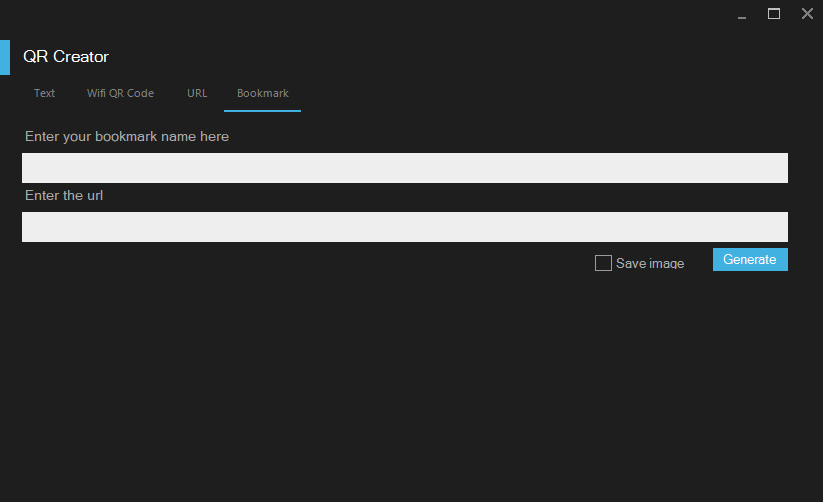 QR Creator
Text Wifi QR Code URL Bookmark
Enter your bookmark name here
Enter the url
Save image Generate